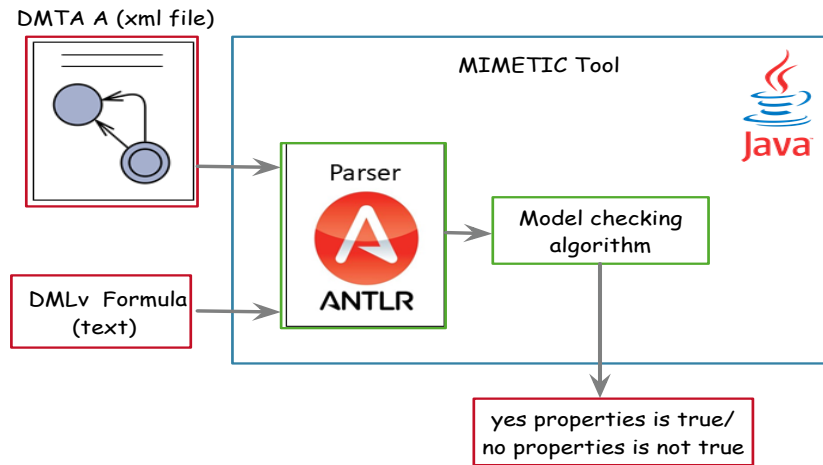 DMTA A (xml file)
MIMETIC Tool
Java
Parser
ANTLR
Model checking
algorithm
DMLv Formula
(text)
yes properties is true/
no properties is not true